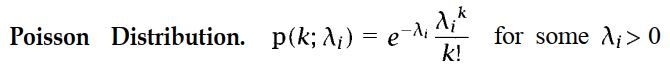 Poisson Distribution. p(k; λᵢ) = e^{-λᵢ} λᵢᵏ / k! for some λᵢ > 0